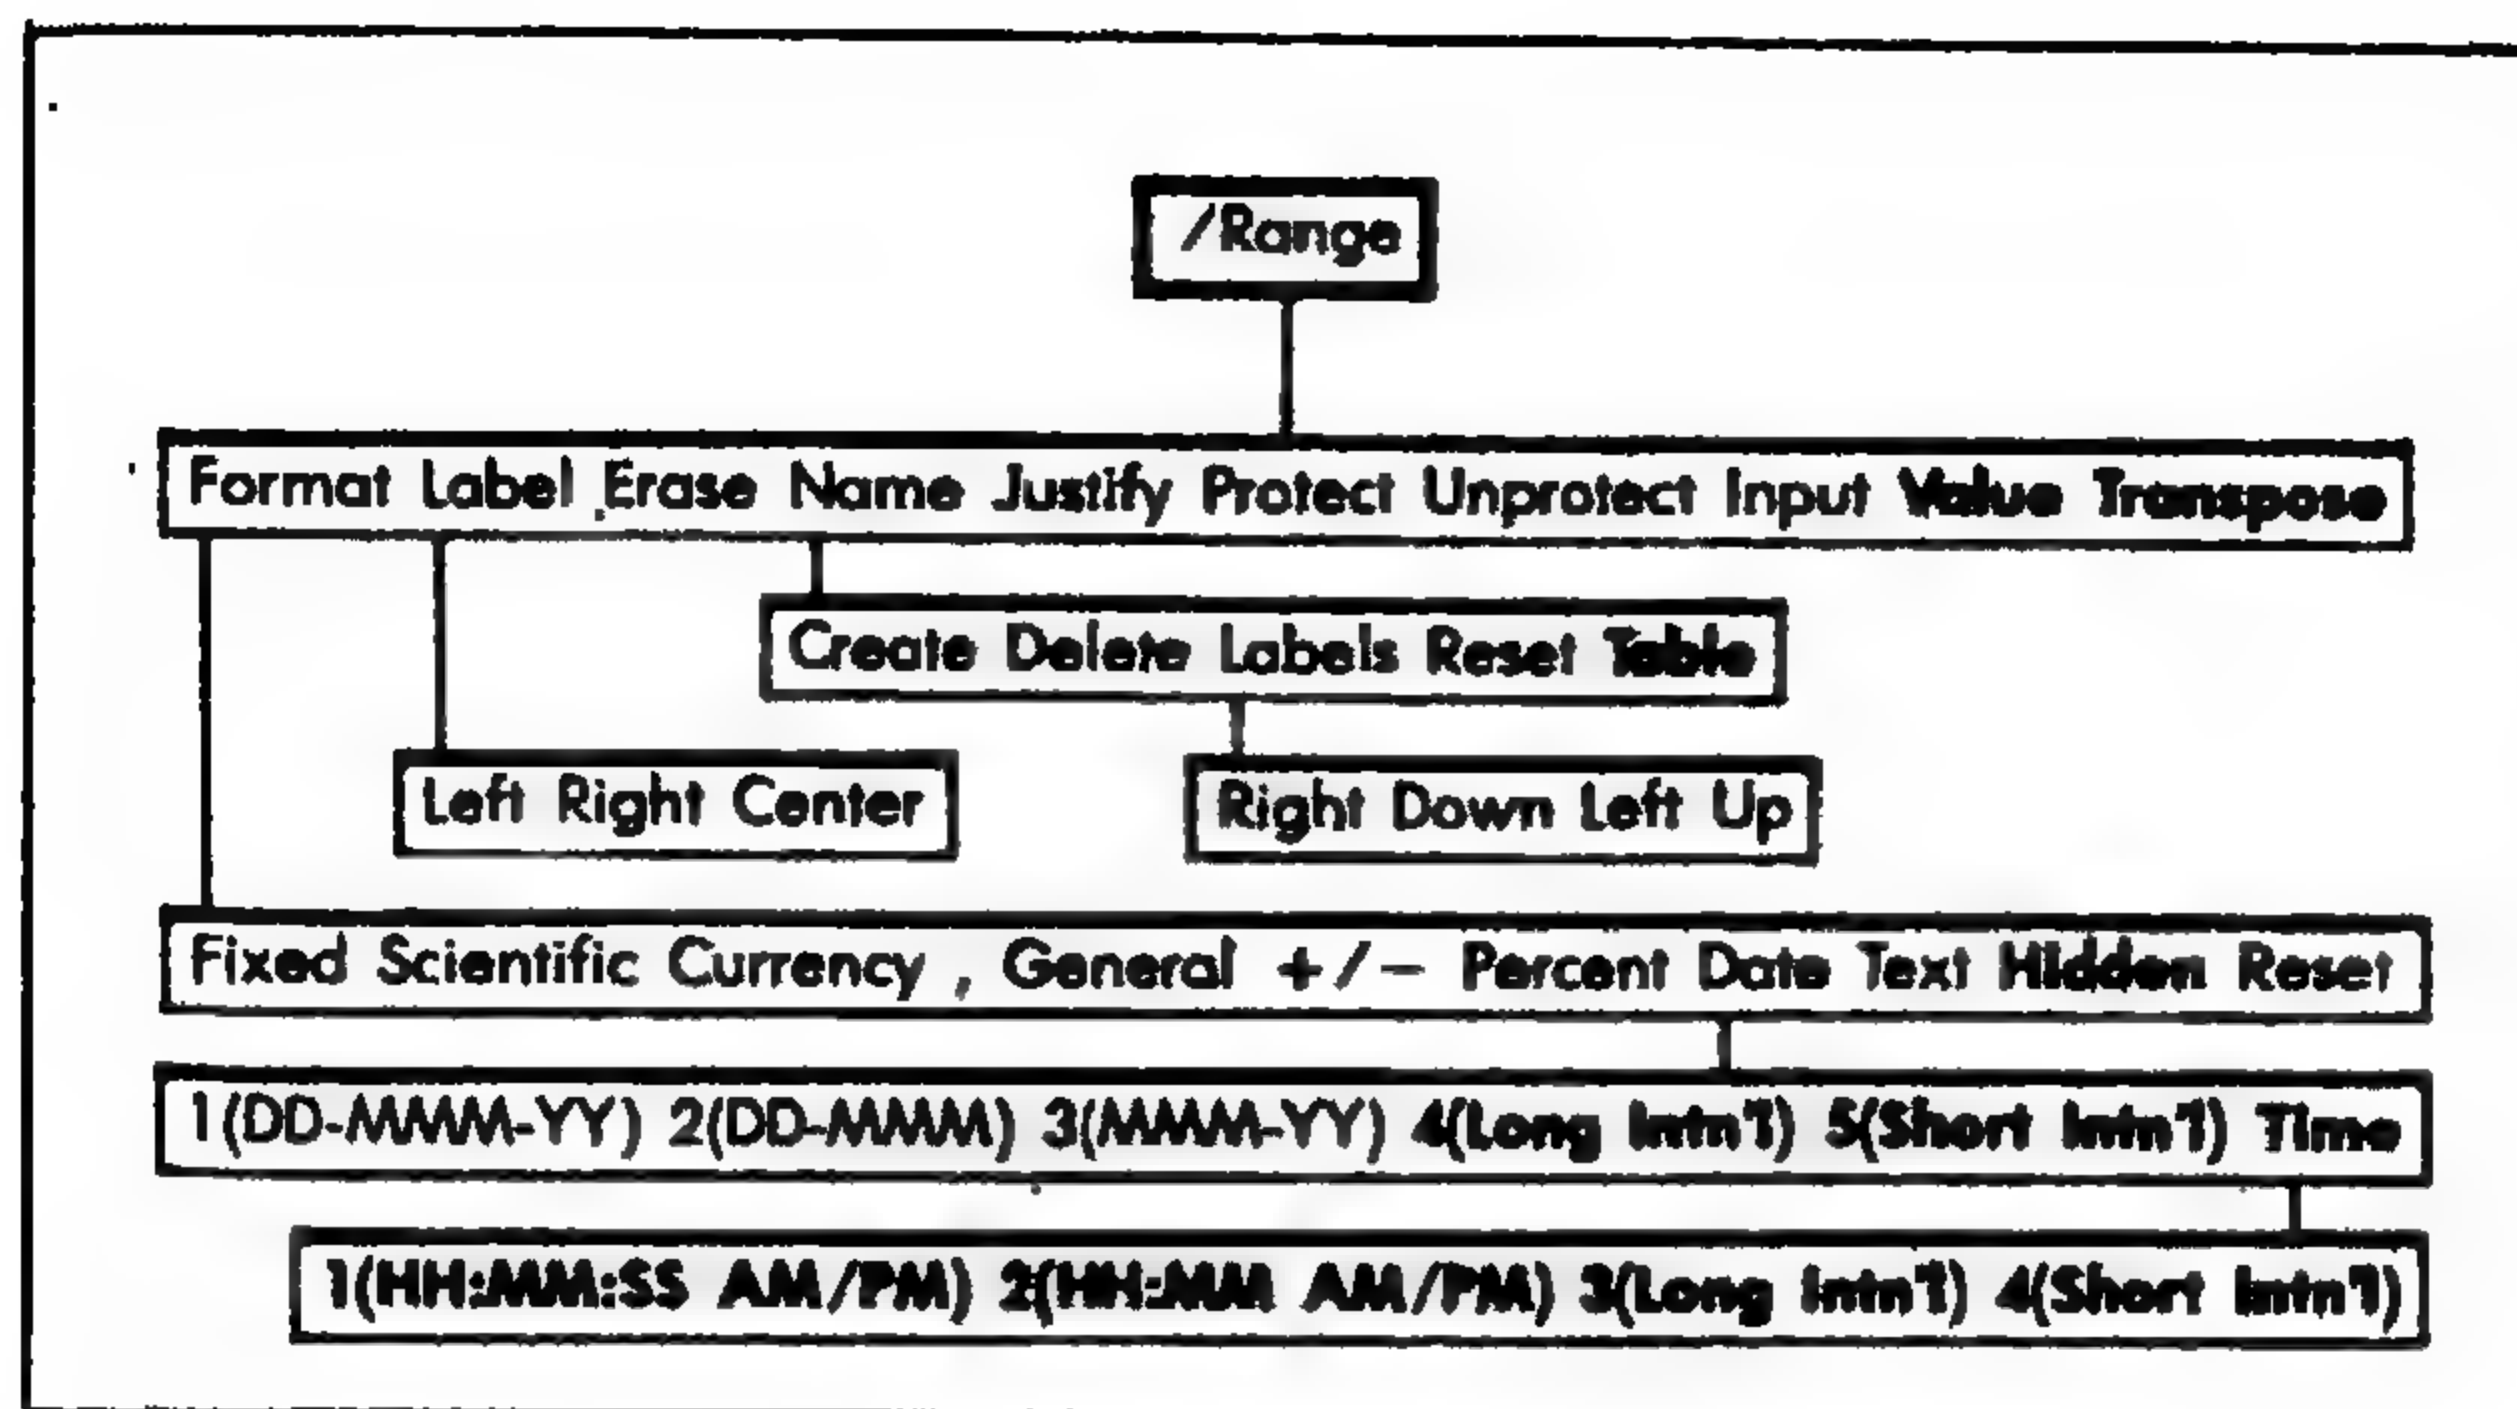 /Range
Format Label Erase Name Justify Protect Unprotect Input Value Transpose
Create Delete Labels Reset Table
Left Right Center
Right Down Left Up
Fixed Scientific Currency , General +/– Percent Date Text Hidden Reset
1(DD-MMM-YY) 2(DD-MMM) 3(MMM-YY) 4(Long Intn'l) 5(Short Intn'l) Time
1(HH:MM:SS AM/PM) 2(HH:MM AM/PM) 3(Long Intn'l) 4(Short Intn'l)